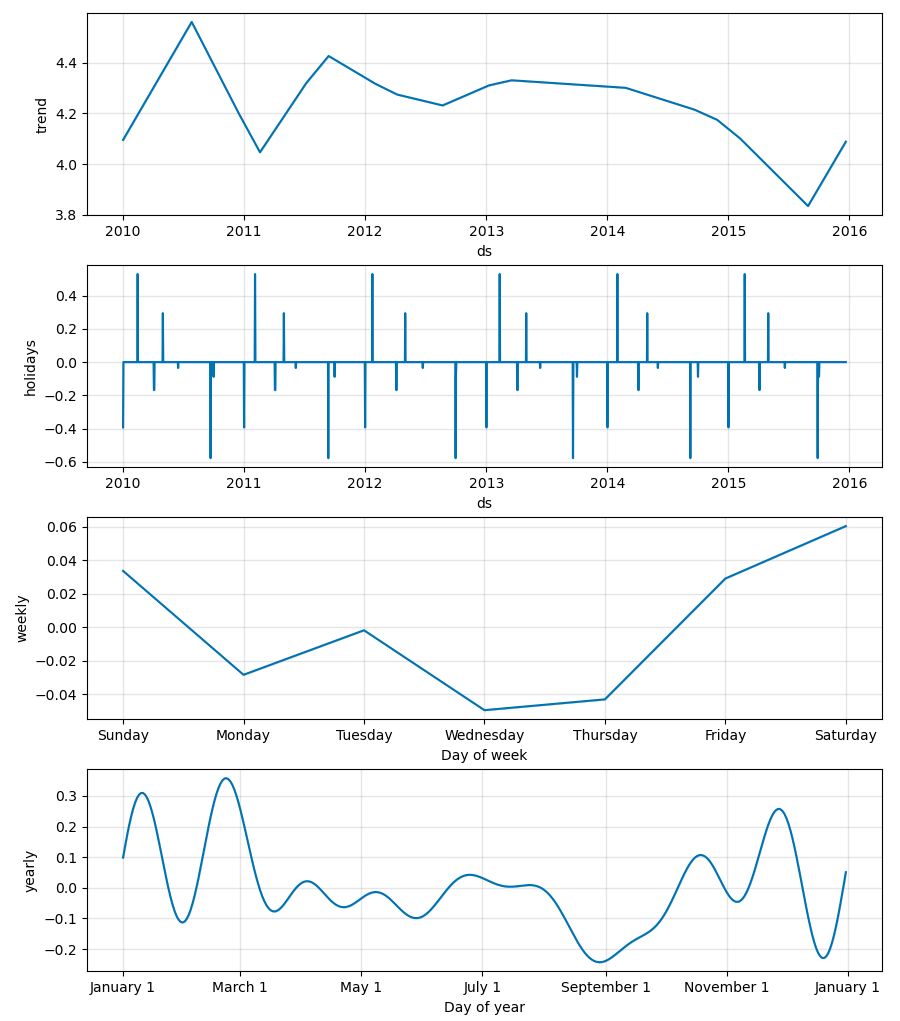 4.4
4.2
4.0
3.8
trend
2010 2011 2012 2013 2014 2015 2016
ds
0.4
0.2
0.0
−0.2
−0.4
−0.6
holidays
2010 2011 2012 2013 2014 2015 2016
ds
0.06
0.04
0.02
0.00
−0.02
−0.04
weekly
Sunday Monday Tuesday Wednesday Thursday Friday Saturday
Day of week
0.3
0.2
0.1
0.0
−0.1
−0.2
yearly
January 1 March 1 May 1 July 1 September 1 November 1 January 1
Day of year